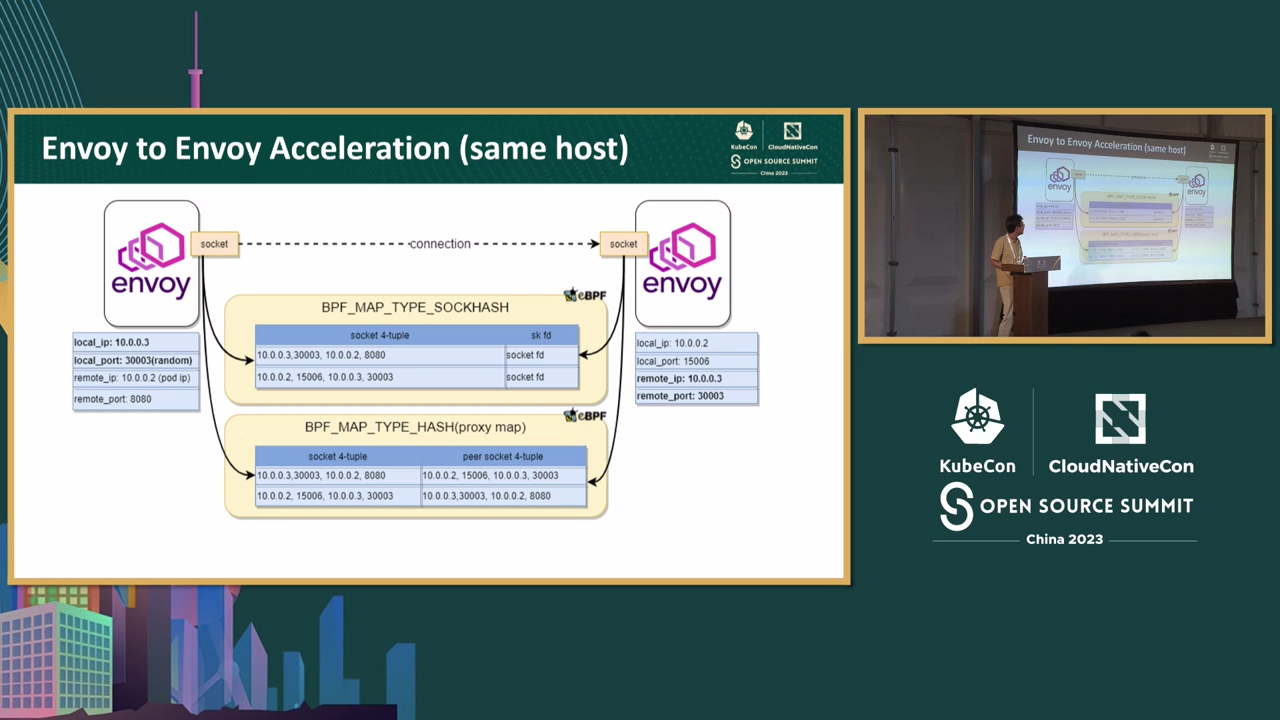 Envoy to Envoy Acceleration (same host)
KubeCon
CloudNativeCon
OPEN SOURCE SUMMIT
China 2023
envoy
socket
connection
socket
envoy
local_ip: 10.0.0.3
local_port: 30003(random)
remote_ip: 10.0.0.2 (pod ip)
remote_port: 8080
eBPF
BPF_MAP_TYPE_SOCKHASH
socket 4-tuple
sk fd
10.0.0.3,30003, 10.0.0.2, 8080
socket fd
10.0.0.2, 15006, 10.0.0.3, 30003
socket fd
local_ip: 10.0.0.2
local_port: 15006
remote_ip: 10.0.0.3
remote_port: 30003
eBPF
BPF_MAP_TYPE_HASH(proxy map)
socket 4-tuple
peer socket 4-tuple
10.0.0.3,30003, 10.0.0.2, 8080
10.0.0.2, 15006, 10.0.0.3, 30003
10.0.0.2, 15006, 10.0.0.3, 30003
10.0.0.3,30003, 10.0.0.2, 8080
Envoy to Envoy Acceleration (same host)
envoy
envoy
KubeCon
CloudNativeCon
OPEN SOURCE SUMMIT
China 2023